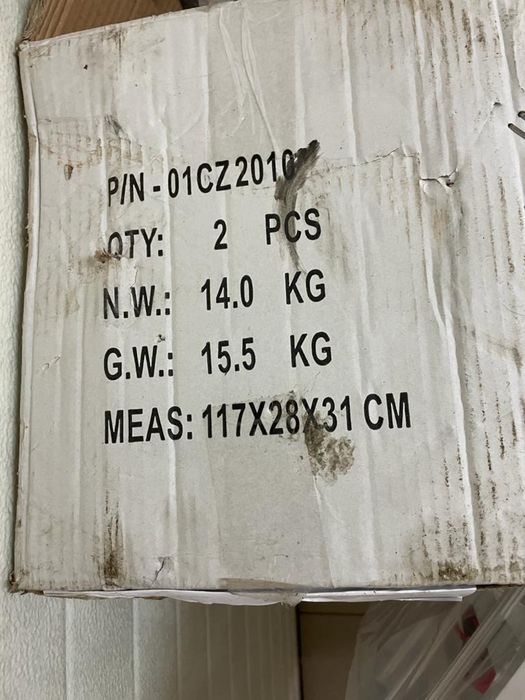 P/N - 01CZ2010
QTY: 2 PCS
N.W.: 14.0 KG
G.W.: 15.5 KG
MEAS: 117X28X31 CM